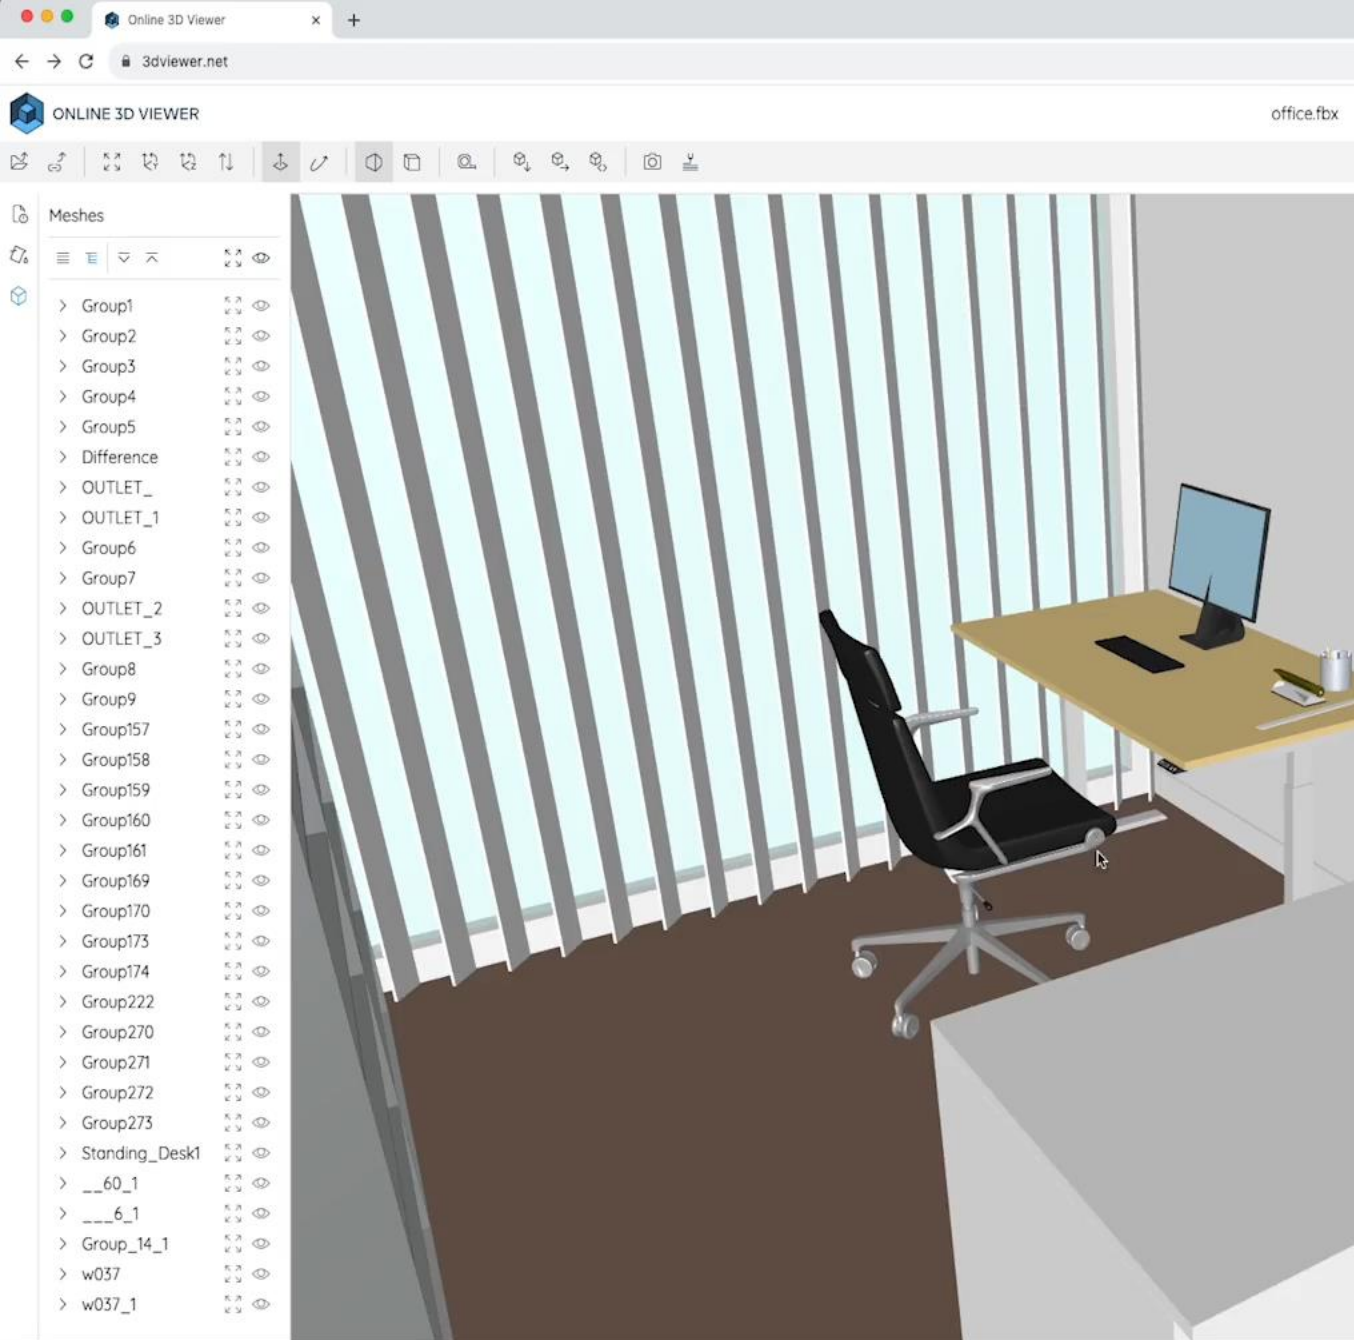 Online 3D Viewer
3dviewer.net
ONLINE 3D VIEWER
office.fbx
Meshes
Group1
Group2
Group3
Group4
Group5
Difference
OUTLET_
OUTLET_1
Group6
Group7
OUTLET_2
OUTLET_3
Group8
Group9
Group157
Group158
Group159
Group160
Group161
Group169
Group170
Group173
Group174
Group222
Group270
Group271
Group272
Group273
Standing_Desk1
__60_1
___6_1
Group_14_1
w037
w037_1